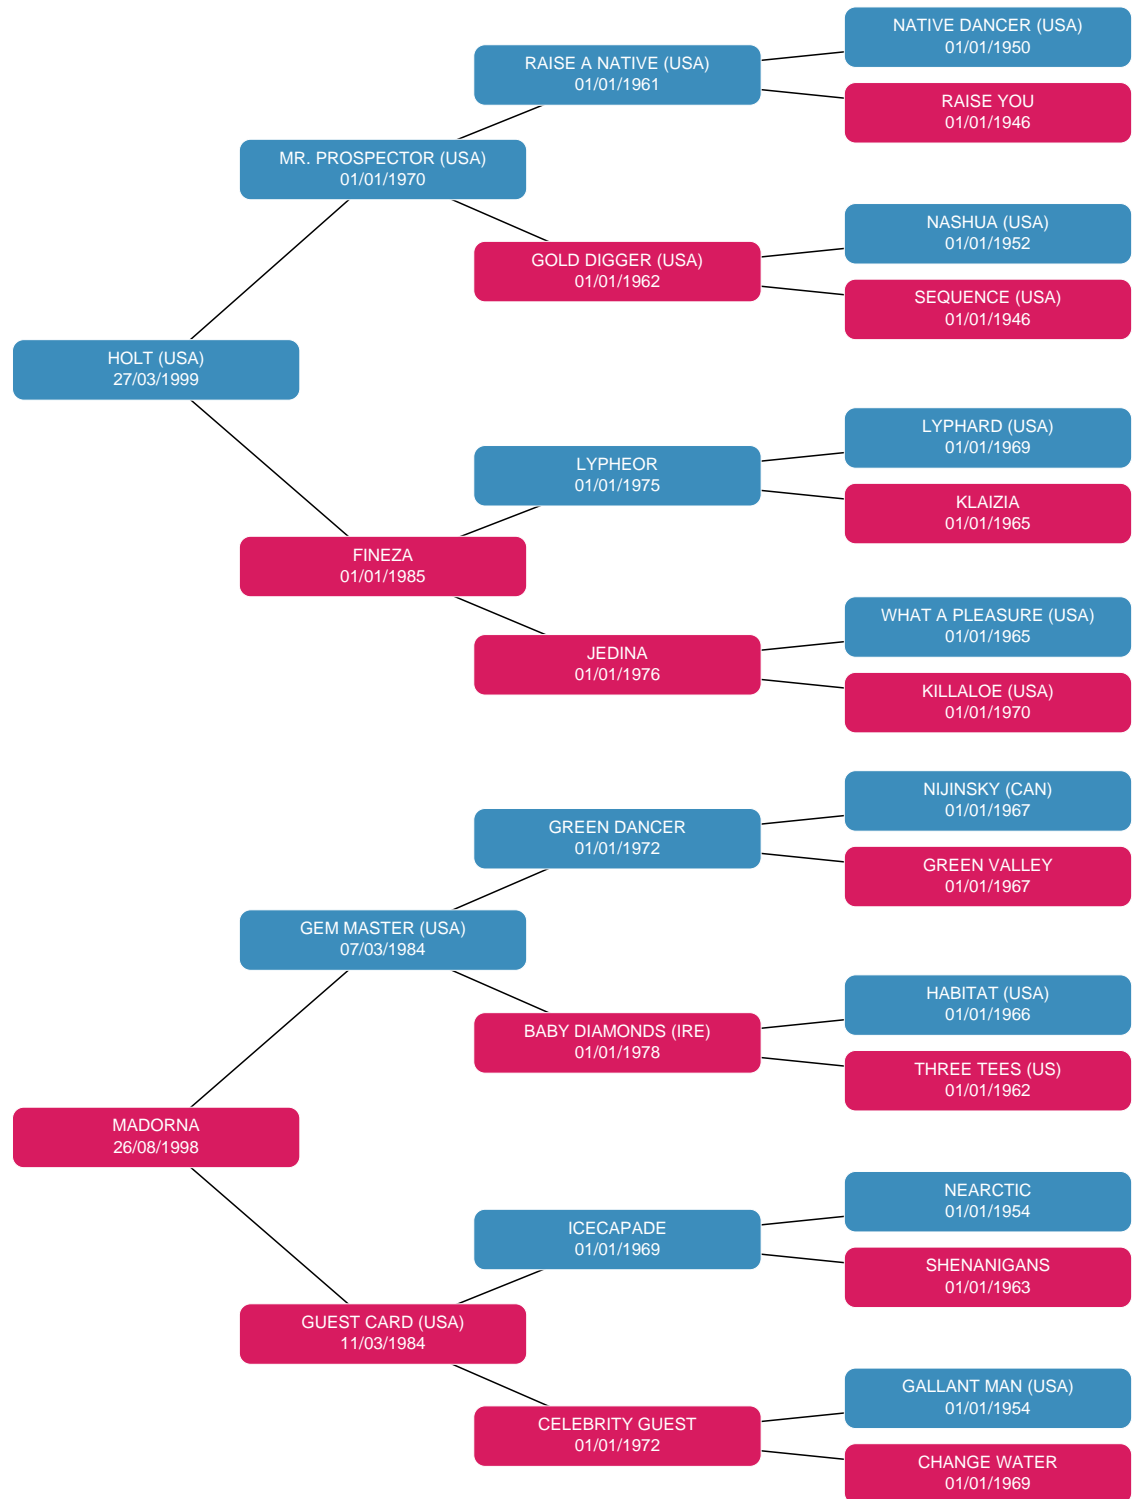 NATIVE DANCER (USA)
01/01/1950
RAISE A NATIVE (USA)
01/01/1961
RAISE YOU
01/01/1946
MR. PROSPECTOR (USA)
01/01/1970
NASHUA (USA)
01/01/1952
GOLD DIGGER (USA)
01/01/1962
SEQUENCE (USA)
01/01/1946
HOLT (USA)
27/03/1999
LYPHARD (USA)
01/01/1969
LYPHEOR
01/01/1975
KLAIZIA
01/01/1965
FINEZA
01/01/1985
WHAT A PLEASURE (USA)
01/01/1965
JEDINA
01/01/1976
KILLALOE (USA)
01/01/1970
NIJINSKY (CAN)
01/01/1967
GREEN DANCER
01/01/1972
GREEN VALLEY
01/01/1967
GEM MASTER (USA)
07/03/1984
HABITAT (USA)
01/01/1966
BABY DIAMONDS (IRE)
01/01/1978
THREE TEES (US)
01/01/1962
MADORNA
26/08/1998
NEARCTIC
01/01/1954
ICECAPADE
01/01/1969
SHENANIGANS
01/01/1963
GUEST CARD (USA)
11/03/1984
GALLANT MAN (USA)
01/01/1954
CELEBRITY GUEST
01/01/1972
CHANGE WATER
01/01/1969